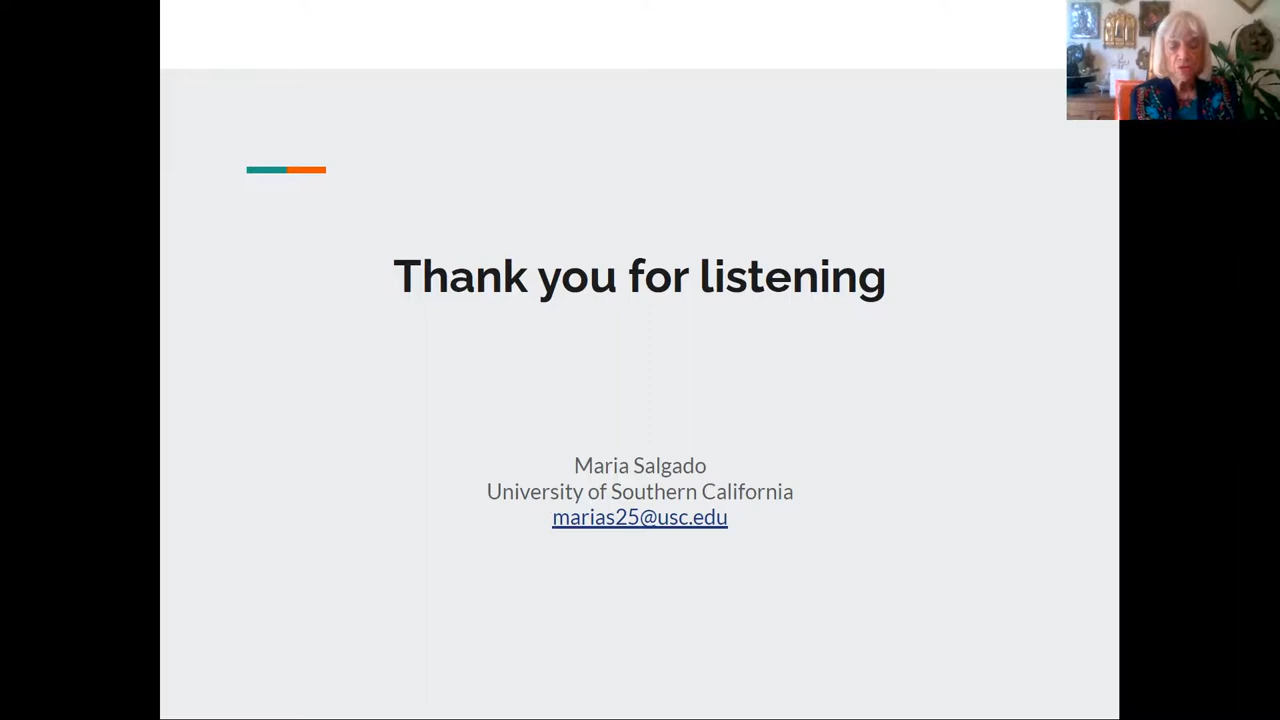 Thank you for listening
Maria Salgado
University of Southern California
marias25@usc.edu